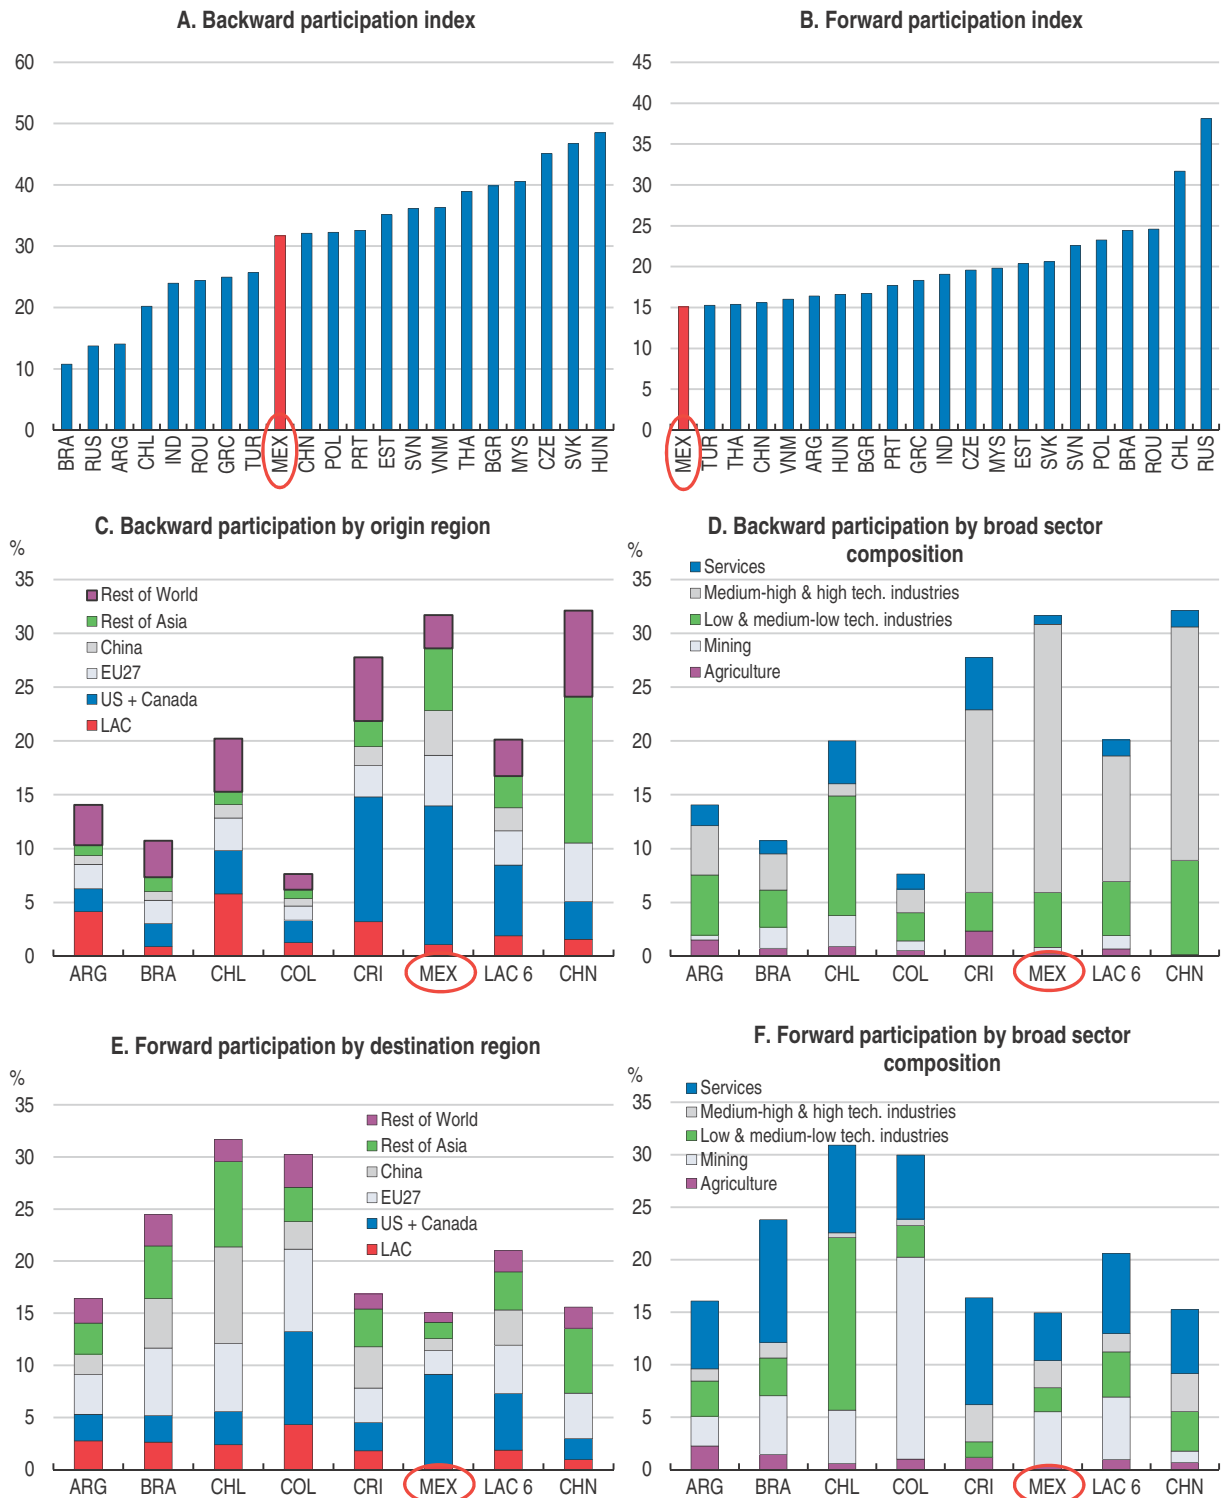 A. Backward participation index
60
50
40
30
20
10
0
BRA RUS ARG CHL IND ROU GRC TUR MEX CHN POL PRT EST SVN VNM THA BGR MYS CZE SVK HUN
B. Forward participation index
45
40
35
30
25
20
15
10
5
0
MEX TUR THA CHN VNM ARG HUN BGR PRT GRC IND CZE MYS EST SVK SVN POL BRA ROU CHL RUS
C. Backward participation by origin region
%
35
30
25
20
15
10
5
0
Rest of World
Rest of Asia
China
EU27
US + Canada
LAC
ARG BRA CHL COL CRI MEX LAC 6 CHN
D. Backward participation by broad sector
composition
%
35
30
25
20
15
10
5
0
Services
Medium-high & high tech. industries
Low & medium-low tech. industries
Mining
Agriculture
ARG BRA CHL COL CRI MEX LAC 6 CHN
E. Forward participation by destination region
%
35
30
25
20
15
10
5
0
Rest of World
Rest of Asia
China
EU27
US + Canada
LAC
ARG BRA CHL COL CRI MEX LAC 6 CHN
F. Forward participation by broad sector
composition
%
35
30
25
20
15
10
5
0
Services
Medium-high & high tech. industries
Low & medium-low tech. industries
Mining
Agriculture
ARG BRA CHL COL CRI MEX LAC 6 CHN